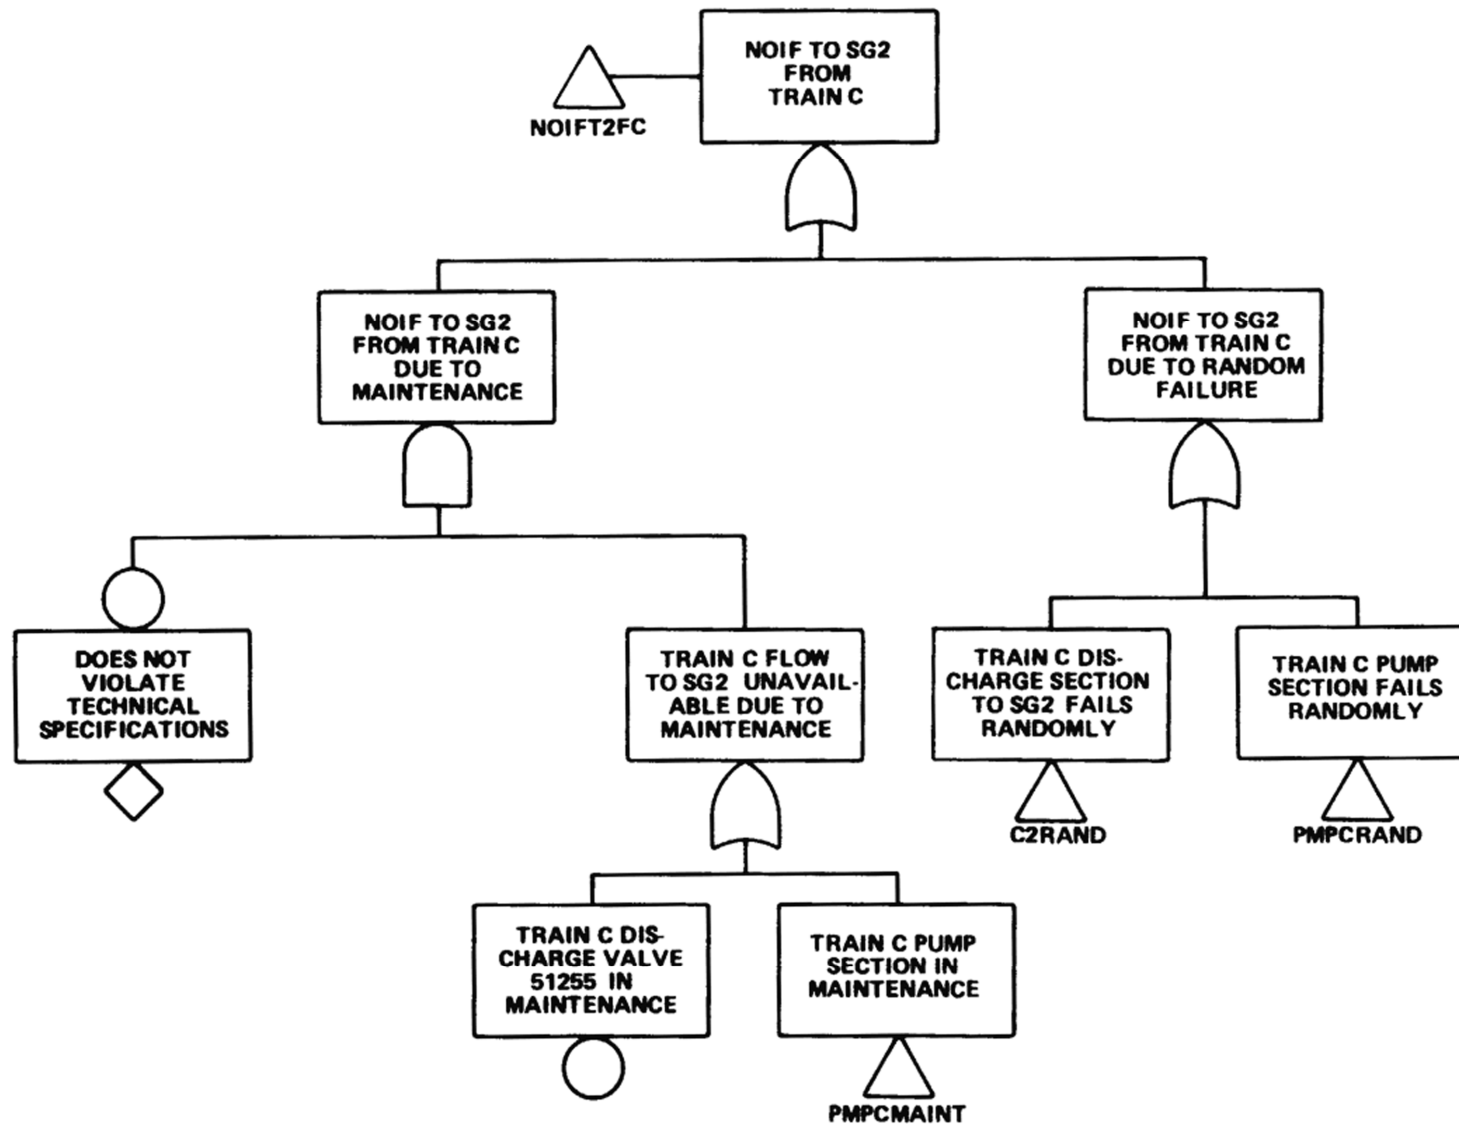 NOIF TO SG2
FROM
TRAIN C
NOIFT2FC
NOIF TO SG2
FROM TRAIN C
DUE TO
MAINTENANCE
NOIF TO SG2
FROM TRAIN C
DUE TO RANDOM
FAILURE
DOES NOT
VIOLATE
TECHNICAL
SPECIFICATIONS
TRAIN C FLOW
TO SG2 UNAVAIL-
ABLE DUE TO
MAINTENANCE
TRAIN C DIS-
CHARGE SECTION
TO SG2 FAILS
RANDOMLY
C2RAND
TRAIN C PUMP
SECTION FAILS
RANDOMLY
PMPCRAND
TRAIN C DIS-
CHARGE VALVE
51255 IN
MAINTENANCE
TRAIN C PUMP
SECTION IN
MAINTENANCE
PMPCMAINT